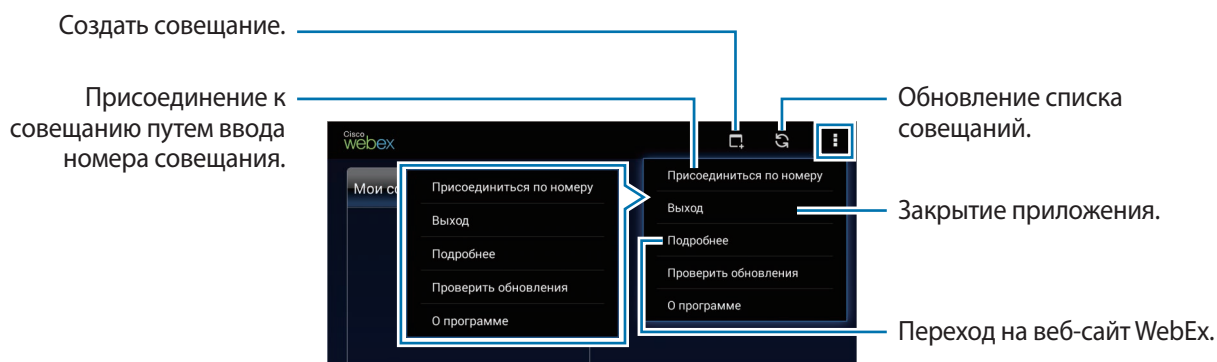 Создать совещание.
Присоединение к
совещанию путем ввода
номера совещания.
Обновление списка
совещаний.
Закрытие приложения.
Переход на веб-сайт WebEx.
Cisco
webex
Мои со
Присоединиться по номеру
Выход
Подробнее
Проверить обновления
О программе
Присоединиться по номеру
Выход
Подробнее
Проверить обновления
О программе